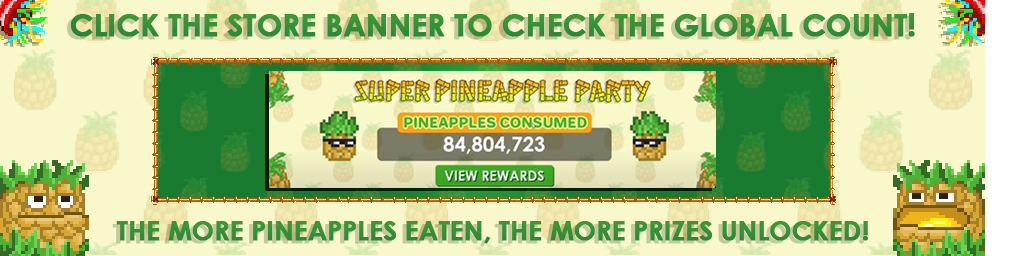 CLICK THE STORE BANNER TO CHECK THE GLOBAL COUNT!
SUPER PINEAPPLE PARTY
PINEAPPLES CONSUMED
84,804,723
VIEW REWARDS
THE MORE PINEAPPLES EATEN, THE MORE PRIZES UNLOCKED!